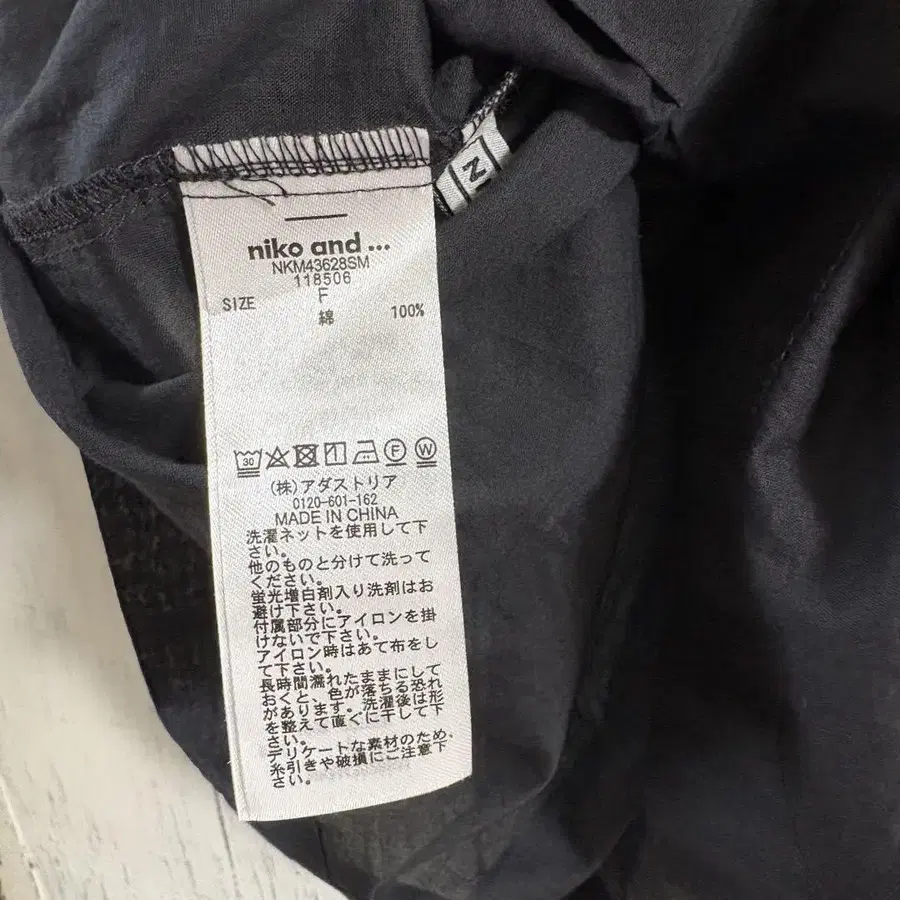 niko and ...
NKM43628SM
118506
SIZE F
綿 100%
30
F W
(株)アダストリア
0120-601-162
MADE IN CHINA
洗濯ネットを使用して下
さい。
他のものと分けて洗って
ください。
蛍光増白剤入り洗剤はお
避け下さい。
付属部分にアイロンを掛
けないで下さい。
アイロン時はあて布をし
て下さい。
長時間濡れたままにして
おくと、色が落ちる恐れ
があります。洗濯後は形
を整えて直ぐに干して下
さい。
デリケートな素材のため、
糸引きや破損にご注意下
さい。